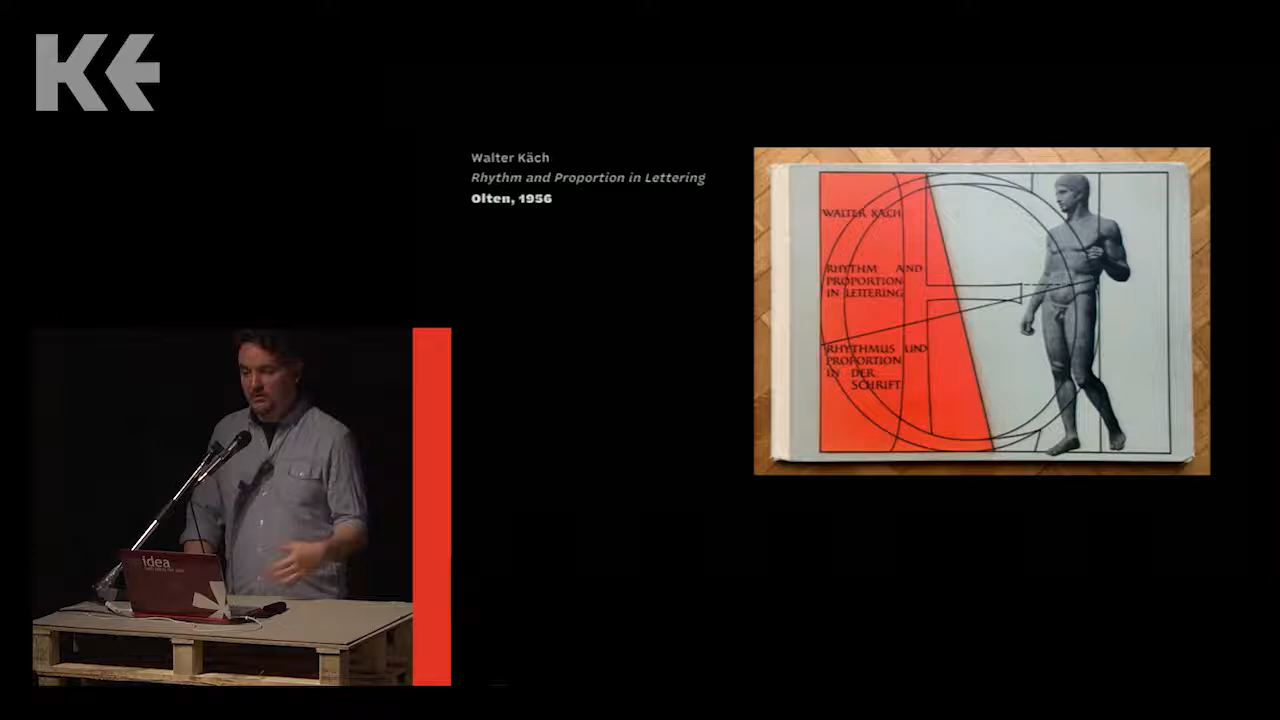 KE
Walter Käch
Rhythm and Proportion in Lettering
Olten, 1956
WALTER KÄCH
RHYTHM AND
PROPORTION
IN LETTERING
RHYTHMUS UND
PROPORTION
IN DER
SCHRIFT
idea